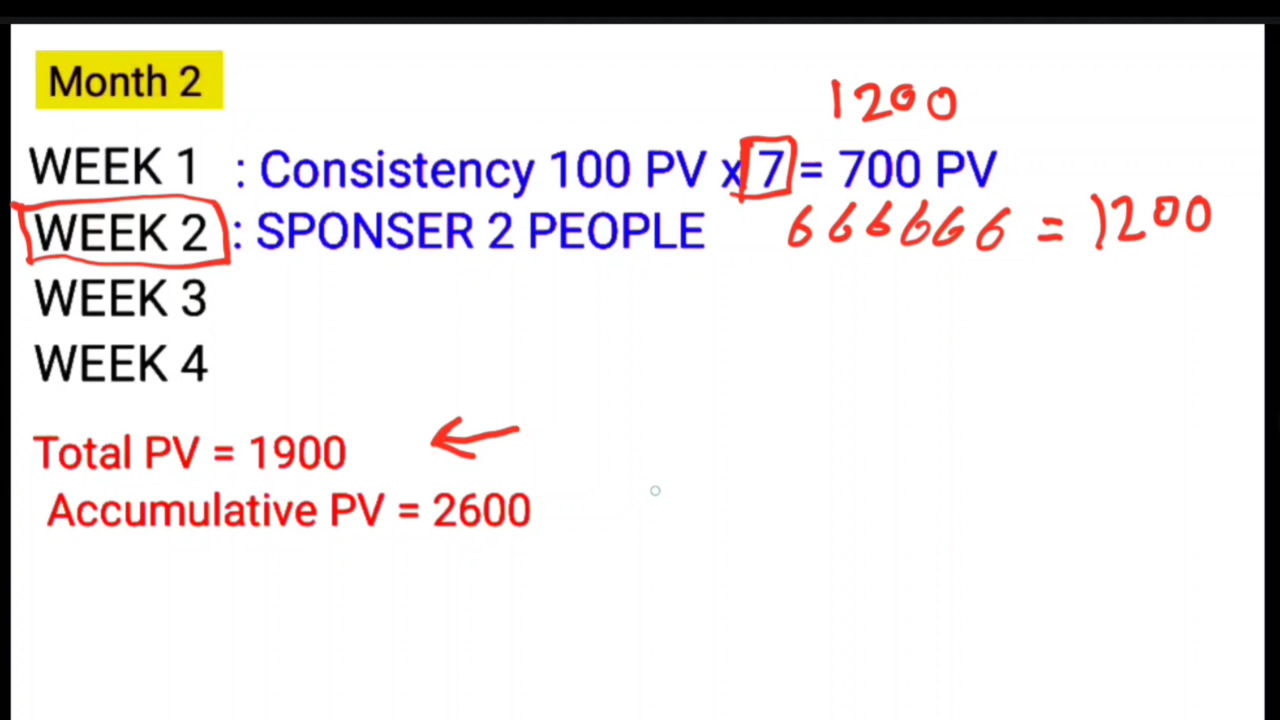 Month 2
1200
WEEK 1 : Consistency 100 PV x 7 = 700 PV
WEEK 2 : SPONSER 2 PEOPLE 666666 = 1200
WEEK 3
WEEK 4
Total PV = 1900
Accumulative PV = 2600